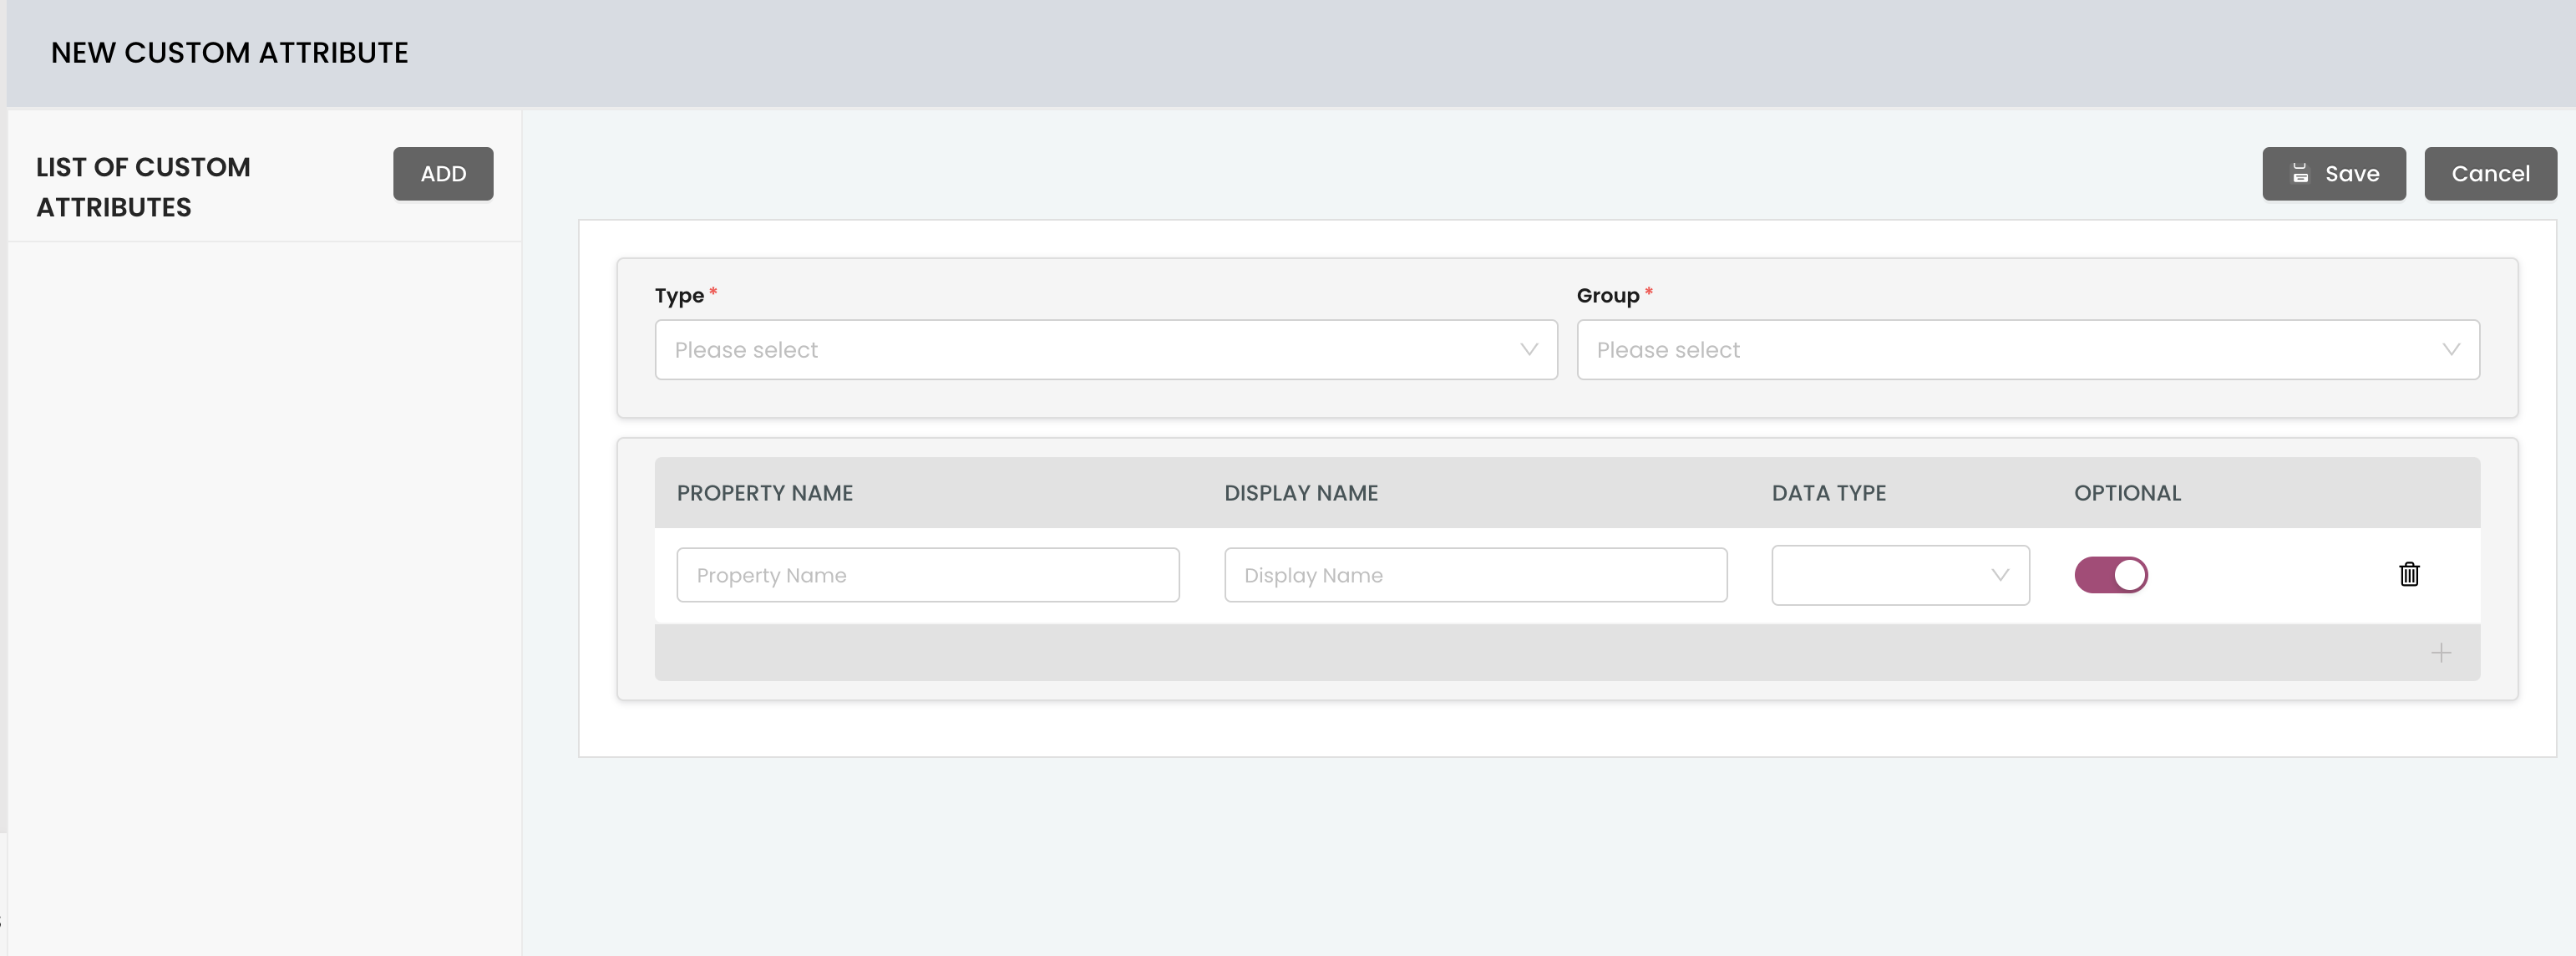 NEW CUSTOM ATTRIBUTE
LIST OF CUSTOM
ATTRIBUTES
ADD
Save
Cancel
Type *
Group *
Please select
Please select
PROPERTY NAME
DISPLAY NAME
DATA TYPE
OPTIONAL
Property Name
Display Name